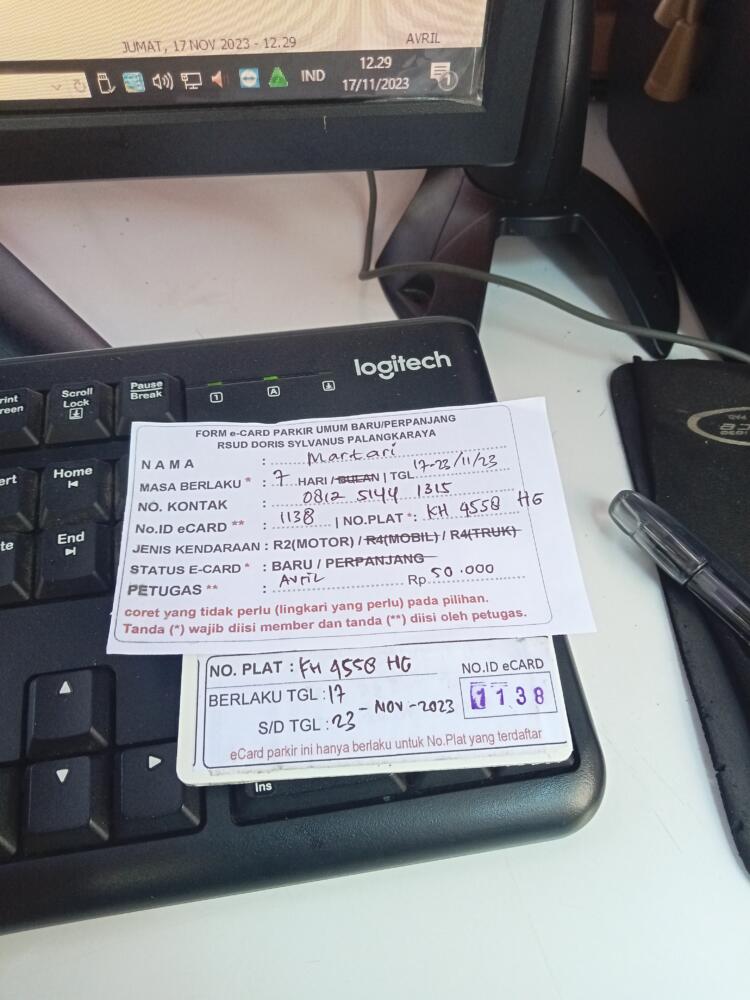 JUMAT, 17 NOV 2023 - 12.29 AVRIL
IND 12.29
17/11/2023 1
logitech
Scroll Lock
Pause Break
1 A
Home
End
Ins
FORM e-CARD PARKIR UMUM BARU/PERPANJANG
RSUD DORIS SYLVANUS PALANGKARAYA
NAMA : Martari
MASA BERLAKU * : 7 HARI / BULAN | TGL. 17-23/11/23
NO. KONTAK : 0812 5144 1315
No.ID eCARD ** : 1138 | NO.PLAT *: KH 4558 HG
JENIS KENDARAAN : R2(MOTOR) / R4(MOBIL) / R4(TRUK)
STATUS E-CARD * : BARU / PERPANJANG
PETUGAS ** : Avril Rp. 50.000
coret yang tidak perlu (lingkari yang perlu) pada pilihan.
Tanda (*) wajib diisi member dan tanda (**) diisi oleh petugas.
NO. PLAT : KH 4558 HG NO.ID eCARD
BERLAKU TGL : 17 1138
S/D TGL : 23 - NOV - 2023
eCard parkir ini hanya berlaku untuk No.Plat yang terdaftar